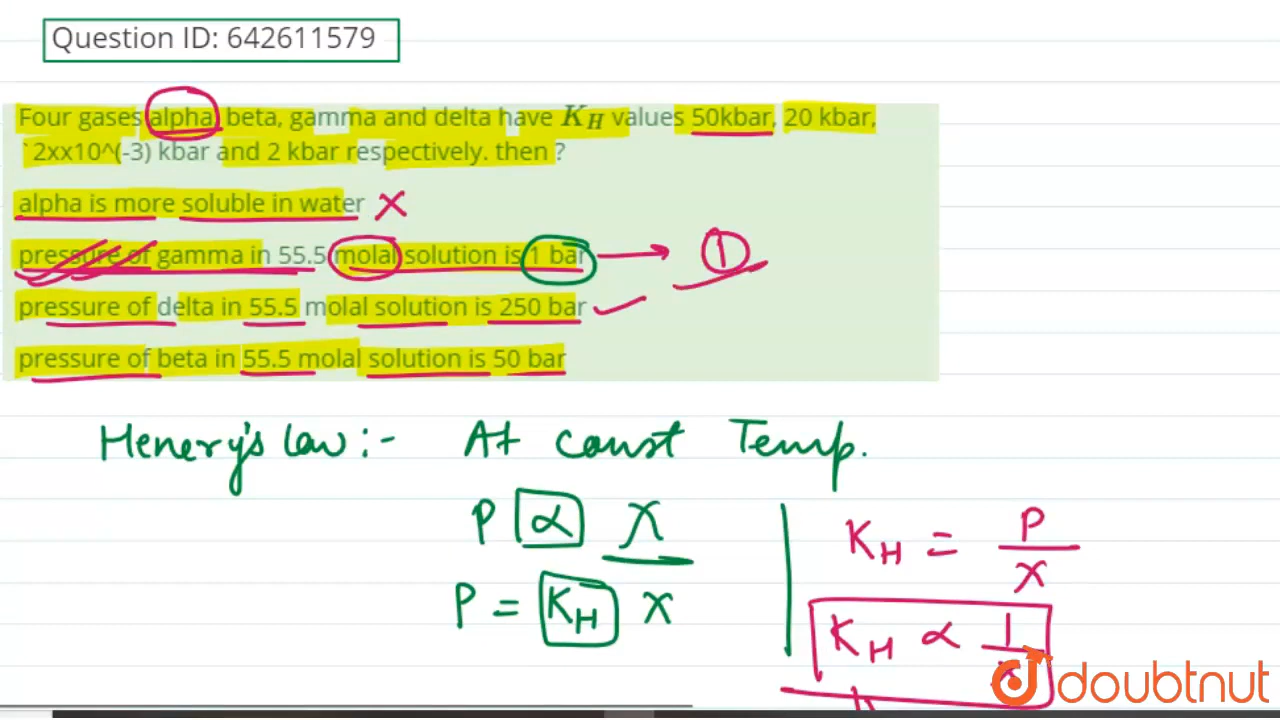 Question ID: 642611579
Four gases alpha, beta, gamma and delta have K_H values 50kbar, 20 kbar,
`2xx10^(-3) kbar and 2 kbar respectively. then ?
alpha is more soluble in water X
pressure of gamma in 55.5 molal solution is 1 bar → 1
pressure of delta in 55.5 molal solution is 250 bar ✓
pressure of beta in 55.5 molal solution is 50 bar
Henery's law :- At const Temp.
P ∝ X
P = K_H X
K_H = P/X
K_H ∝ 1/X
doubtnut